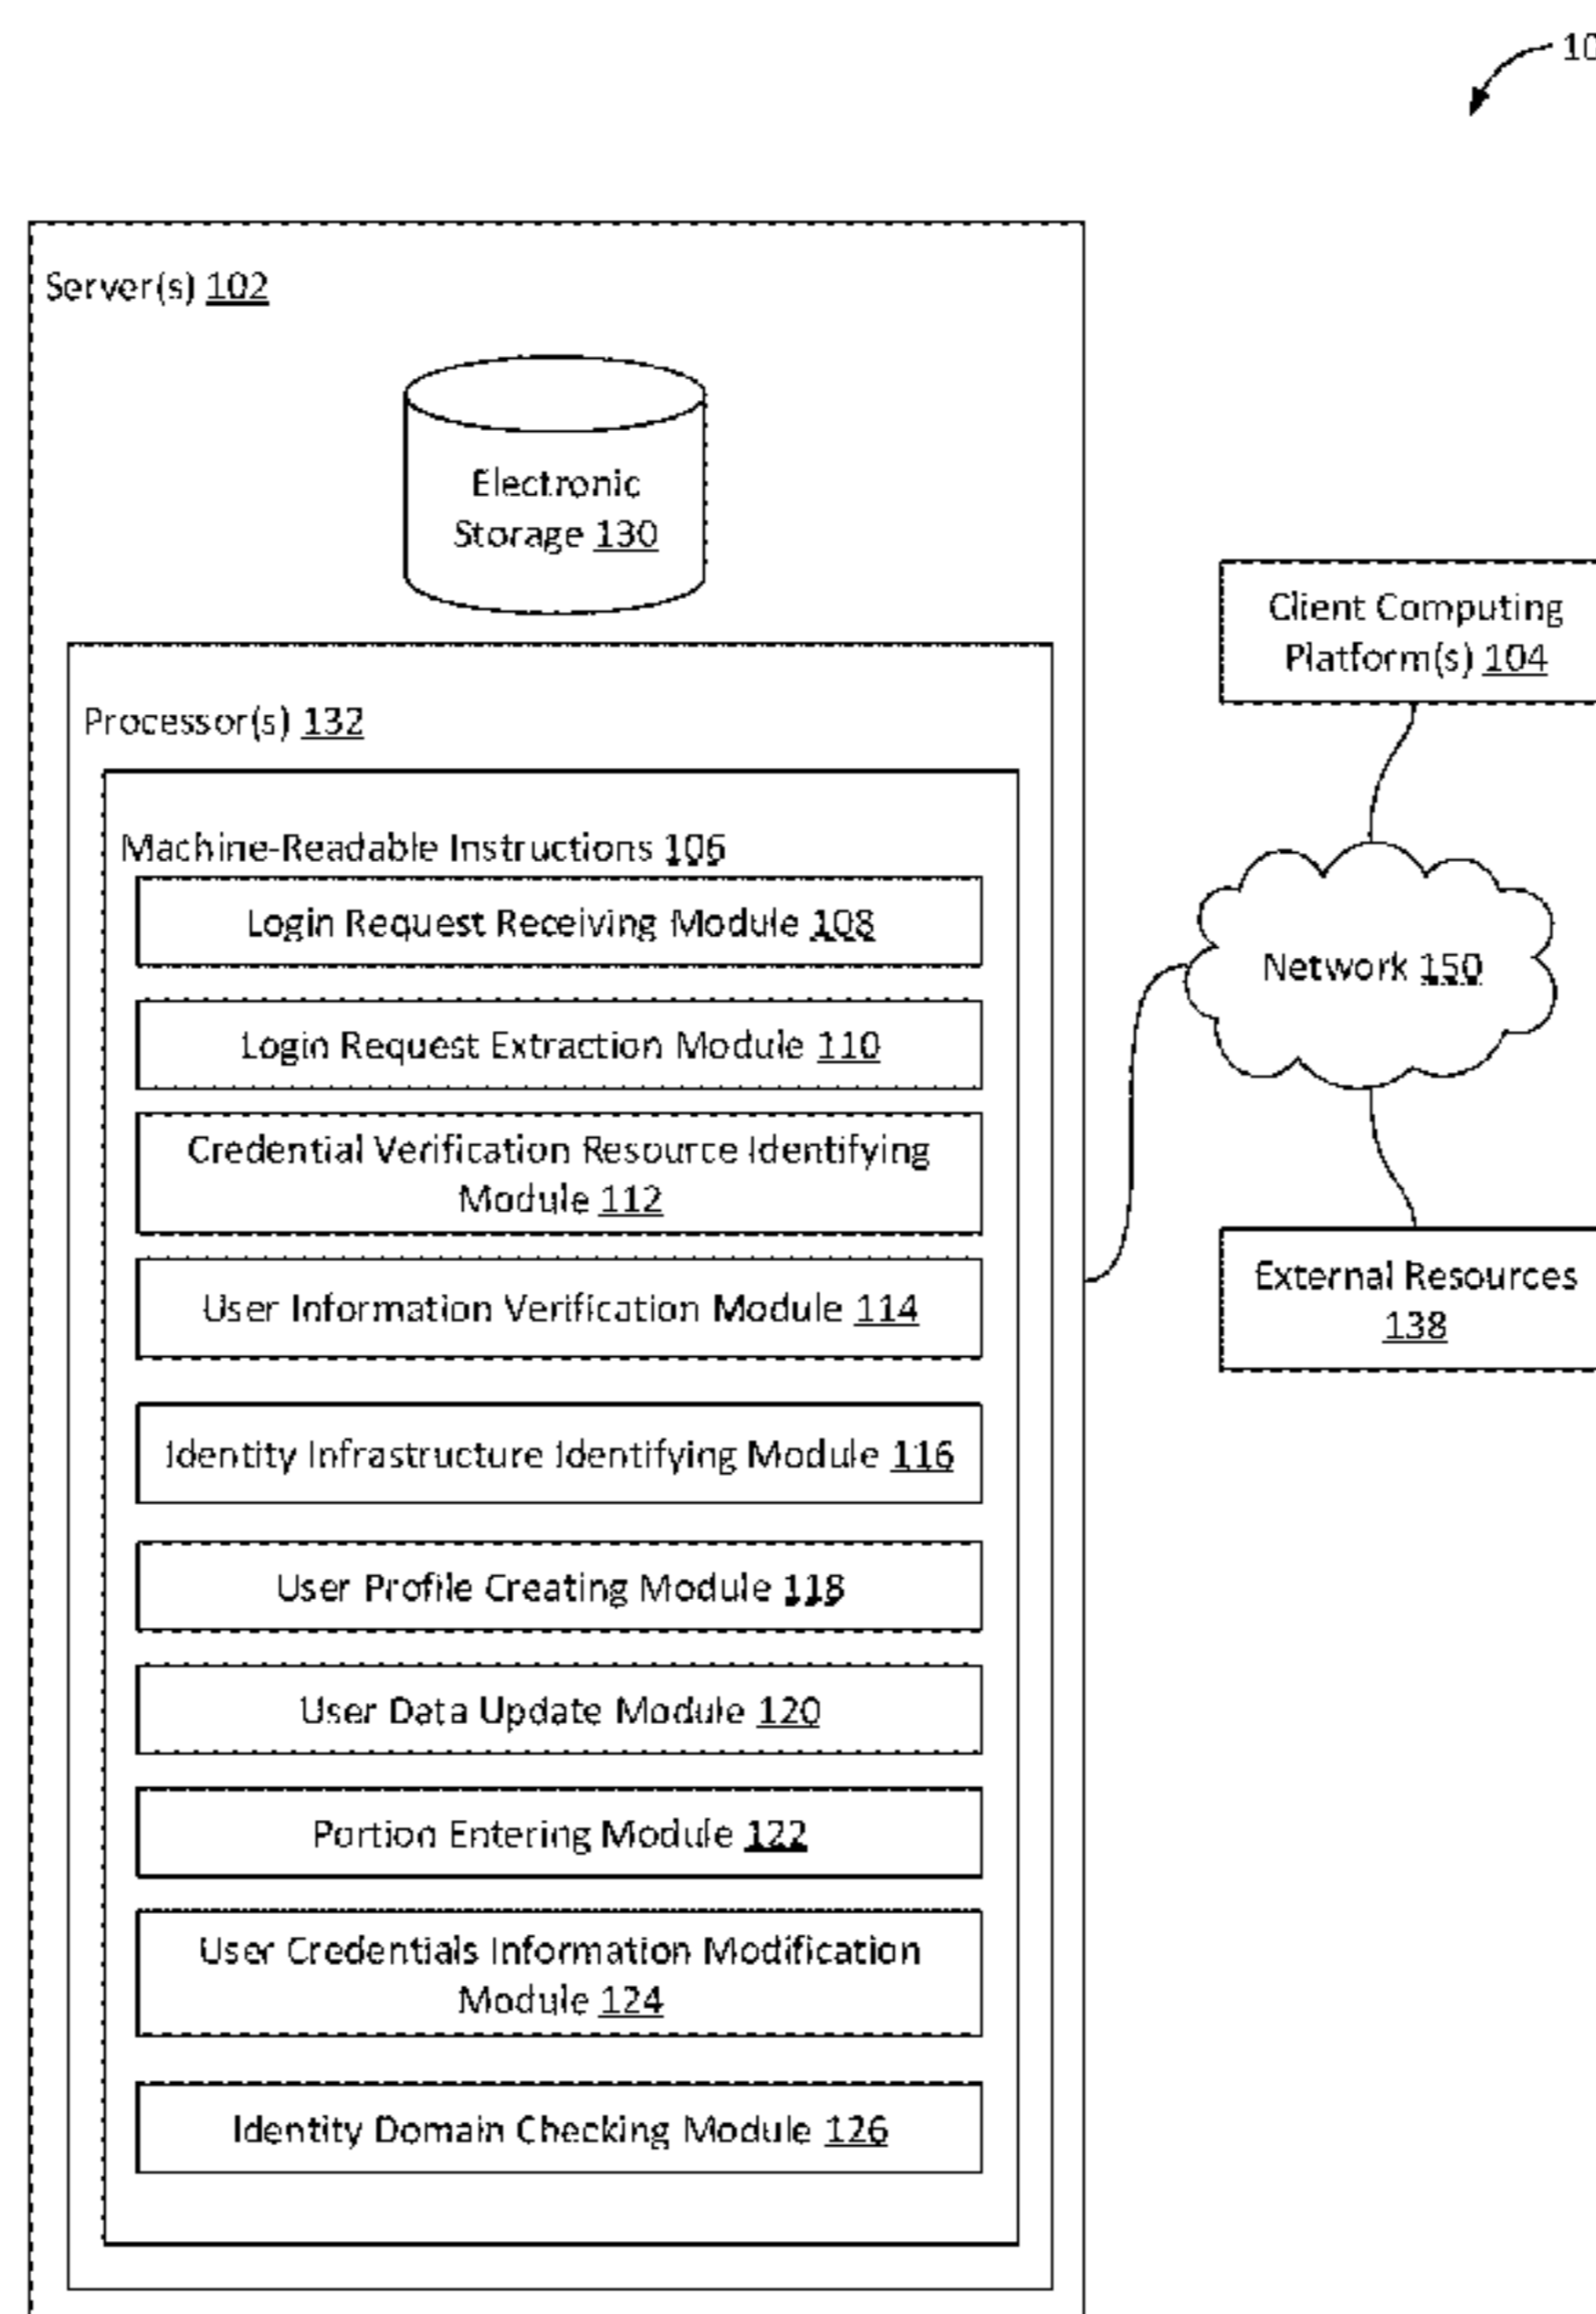 10
Server(s) 102
Electronic
Storage 130
Processor(s) 132
Machine-Readable Instructions 106
Login Request Receiving Module 108
Login Request Extraction Module 110
Credential Verification Resource Identifying
Module 112
User Information Verification Module 114
Identity Infrastructure Identifying Module 116
User Profile Creating Module 118
User Data Update Module 120
Portion Entering Module 122
User Credentials Information Modification
Module 124
Identity Domain Checking Module 126
Client Computing
Platform(s) 104
Network 150
External Resources
138